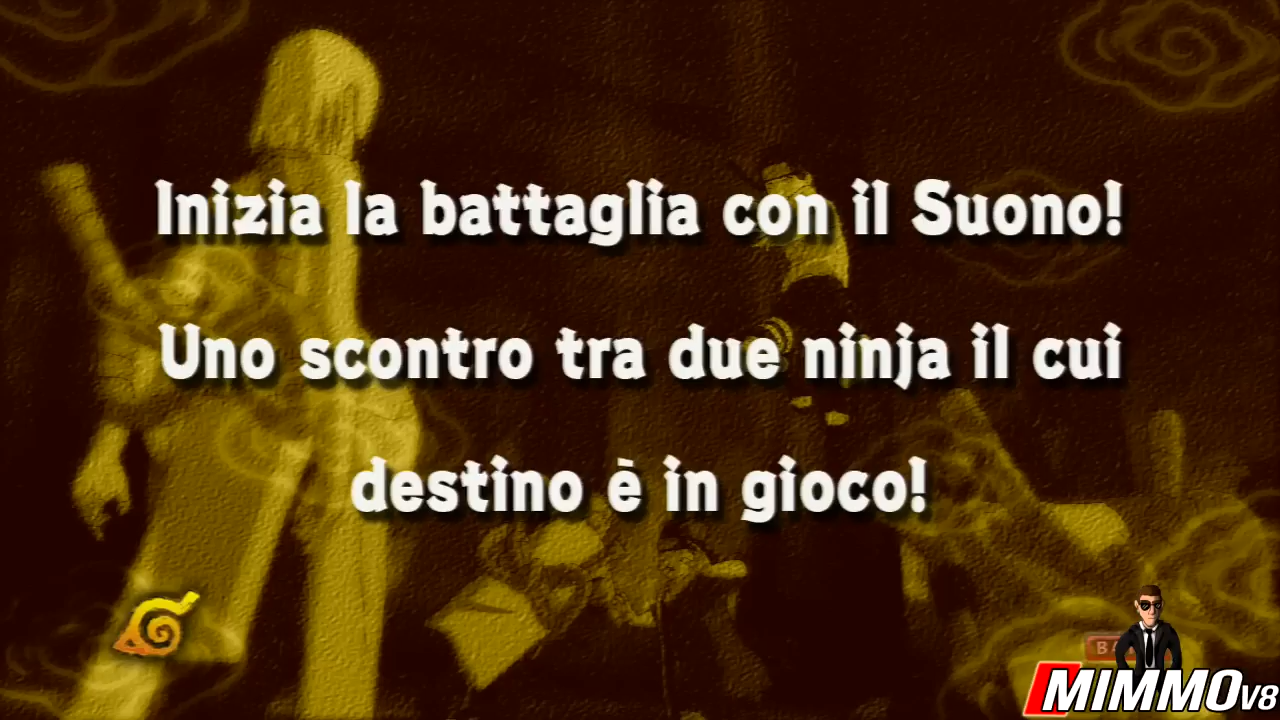 Inizia la battaglia con il Suono!
Uno scontro tra due ninja il cui
destino è in gioco!
MIMMOV8